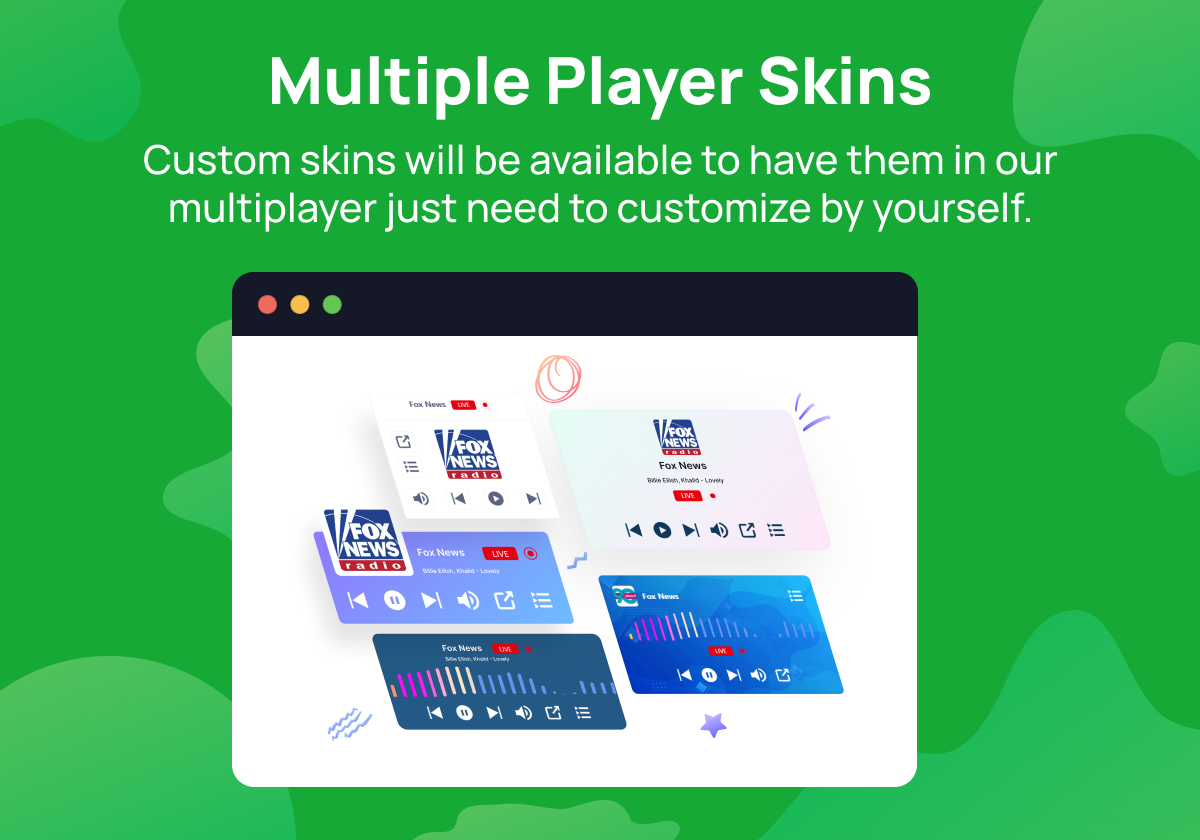 Multiple Player Skins
Custom skins will be available to have them in our
multiplayer just need to customize by yourself.
Fox News LIVE
FOX
NEWS
radio
FOX
NEWS
radio
Fox News
Billie Eilish, Khalid - Lovely
LIVE
FOX
NEWS
radio
Fox News LIVE
Billie Eilish, Khalid - Lovely
Fox News
LIVE
Fox News LIVE
Billie Eilish, Khalid - Lovely